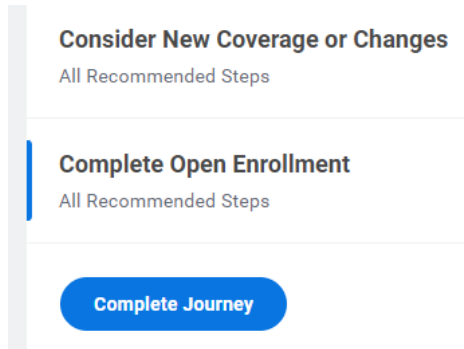 Consider New Coverage or Changes
All Recommended Steps
Complete Open Enrollment
All Recommended Steps
Complete Journey